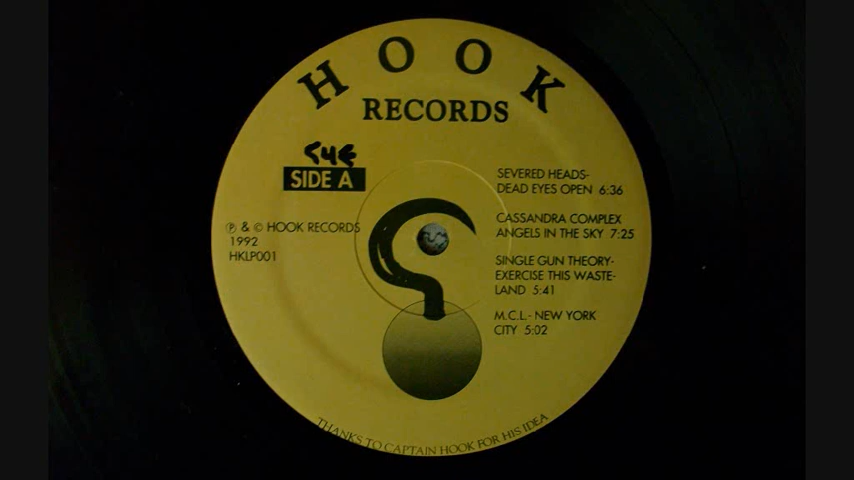 HOOK
RECORDS
SIDE A
℗ & © HOOK RECORDS
1992
HKLP001
SEVERED HEADS-
DEAD EYES OPEN 6:36
CASSANDRA COMPLEX
ANGELS IN THE SKY 7:25
SINGLE GUN THEORY-
EXERCISE THIS WASTE-
LAND 5:41
M.C.L.- NEW YORK
CITY 5:02
THANKS TO CAPTAIN HOOK FOR HIS IDEA